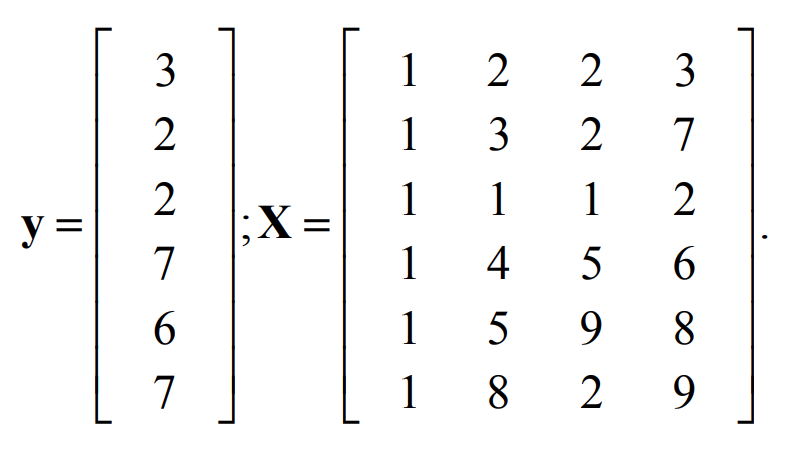 y = [ 3 ; X = [ 1 2 2 3
2 1 3 2 7
2 1 1 1 2
7 1 4 5 6
6 1 5 9 8
7 ] 1 8 2 9 ] .